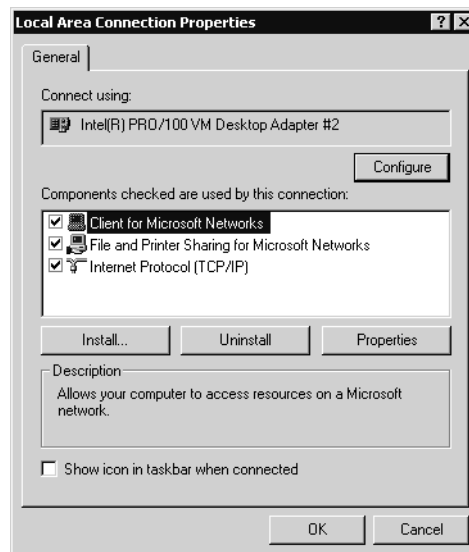 Local Area Connection Properties
General
Connect using:
Intel(R) PRO/100 VM Desktop Adapter #2
Configure
Components checked are used by this connection:
Client for Microsoft Networks
File and Printer Sharing for Microsoft Networks
Internet Protocol (TCP/IP)
Install... Uninstall Properties
Description
Allows your computer to access resources on a Microsoft
network.
Show icon in taskbar when connected
OK Cancel